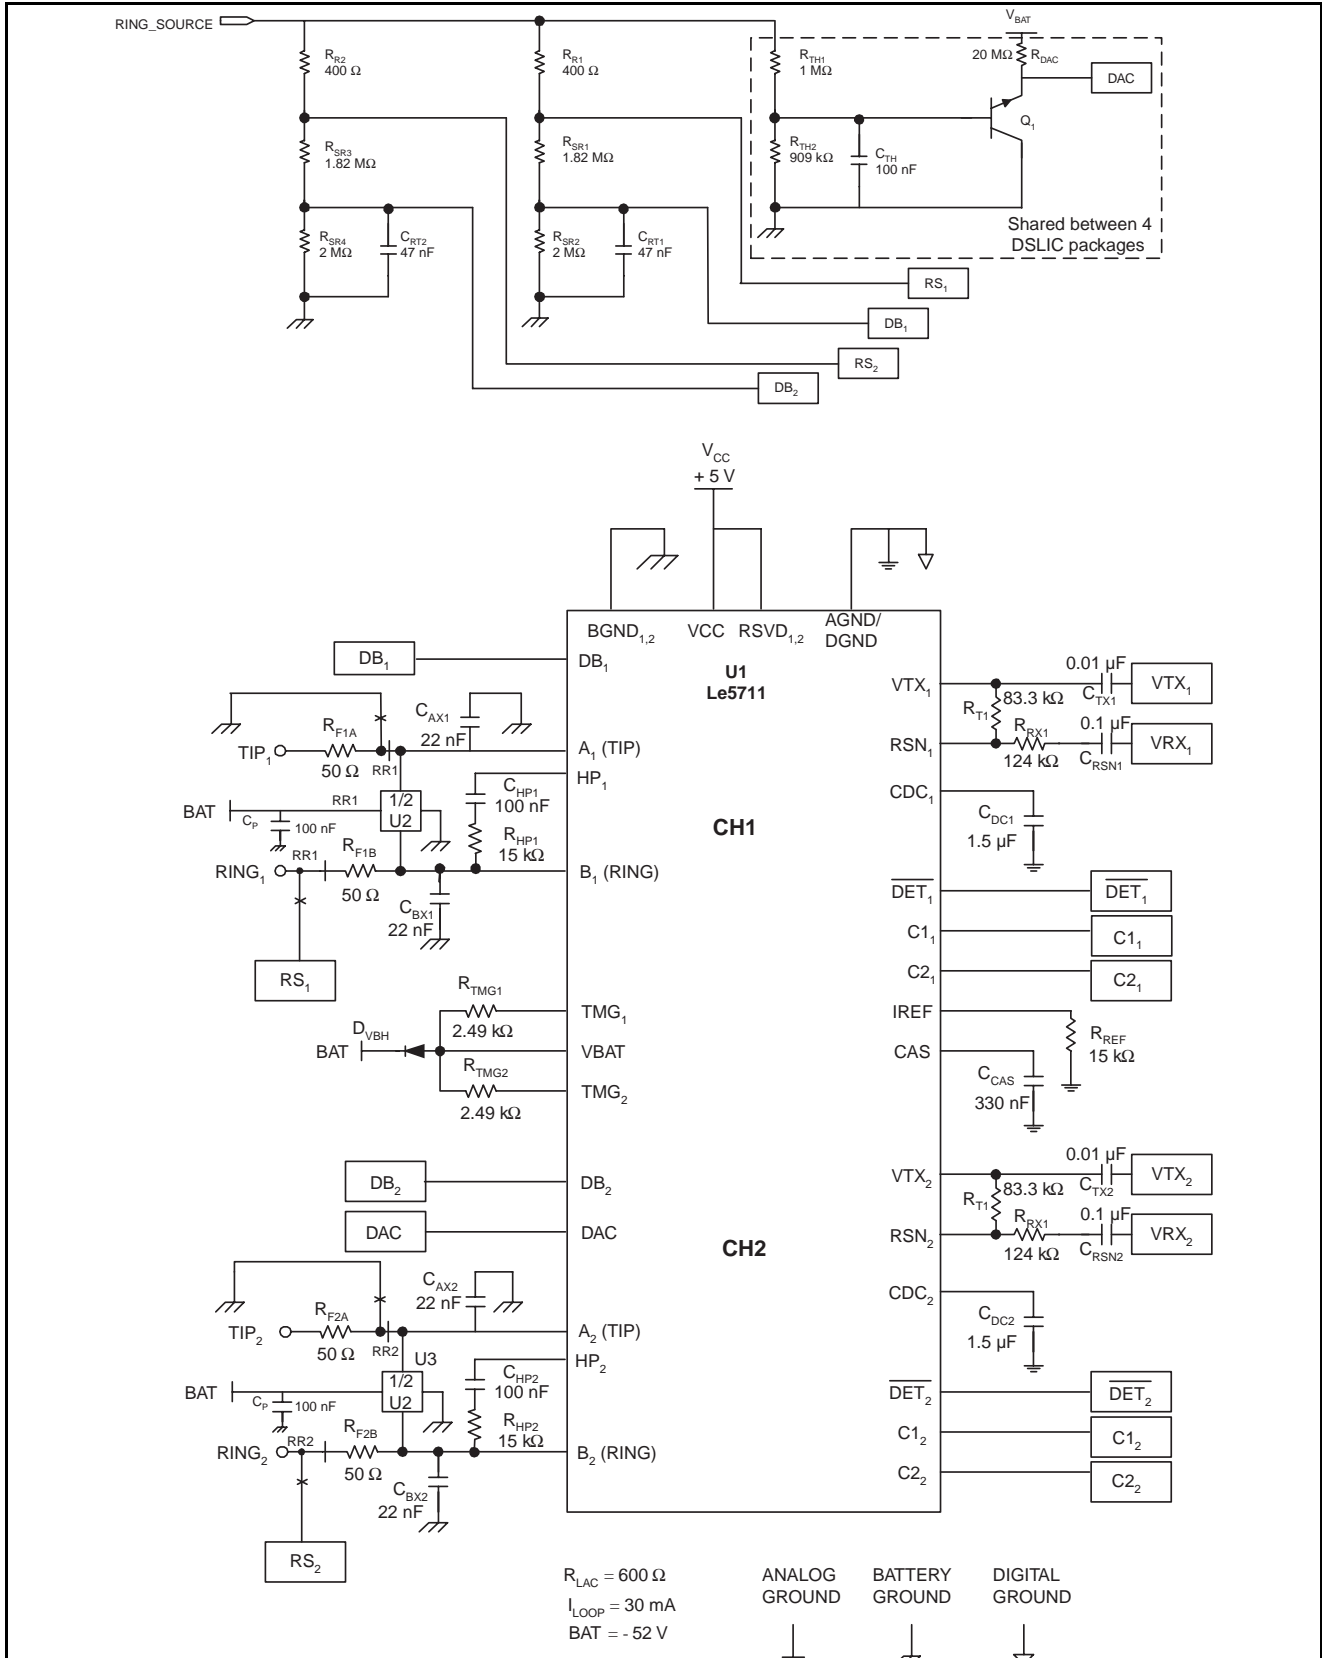 RING_SOURCE
V_BAT
R_R2
400 Ω
R_R1
400 Ω
R_TH1
1 MΩ
20 MΩ
R_DAC
DAC
Q_1
R_SR3
1.82 MΩ
R_SR1
1.82 MΩ
R_TH2
909 kΩ
C_TH
100 nF
Shared between 4
DSLIC packages
R_SR4
2 MΩ
C_RT2
47 nF
R_SR2
2 MΩ
C_RT1
47 nF
RS_1
DB_1
RS_2
DB_2
V_CC
+ 5 V
BGND_1,2
VCC
RSVD_1,2
AGND/
DGND
U1
Le5711
DB_1
DB_1
VTX_1
0.01 µF
C_TX1
VTX_1
83.3 kΩ
R_T1
R_RX1
0.1 µF
RSN_1
124 kΩ
C_RSN1
VRX_1
C_AX1
22 nF
R_F1A
TIP_1
50 Ω
RR1
A_1 (TIP)
HP_1
C_HP1
100 nF
BAT
RR1
1/2
U2
C_P
100 nF
R_HP1
15 kΩ
CH1
CDC_1
C_DC1
1.5 µF
RR1
R_F1B
RING_1
50 Ω
B_1 (RING)
C_BX1
22 nF
RS_1
DET_1
DET_1
C1_1
C1_1
C2_1
C2_1
R_TMG1
2.49 kΩ
TMG_1
IREF
R_REF
15 kΩ
D_VBH
BAT
VBAT
CAS
C_CAS
330 nF
R_TMG2
2.49 kΩ
TMG_2
DB_2
DB_2
VTX_2
0.01 µF
C_TX2
VTX_2
83.3 kΩ
R_T1
R_RX1
0.1 µF
DAC
DAC
CH2
RSN_2
124 kΩ
C_RSN2
VRX_2
C_AX2
22 nF
R_F2A
TIP_2
50 Ω
RR2
A_2 (TIP)
CDC_2
C_DC2
1.5 µF
U3
HP_2
C_HP2
100 nF
BAT
1/2
U2
C_P
100 nF
R_HP2
15 kΩ
DET_2
DET_2
RR2
R_F2B
RING_2
50 Ω
B_2 (RING)
C1_2
C1_2
C_BX2
22 nF
C2_2
C2_2
RS_2
R_LAC = 600 Ω
I_LOOP = 30 mA
BAT = - 52 V
ANALOG
GROUND
BATTERY
GROUND
DIGITAL
GROUND